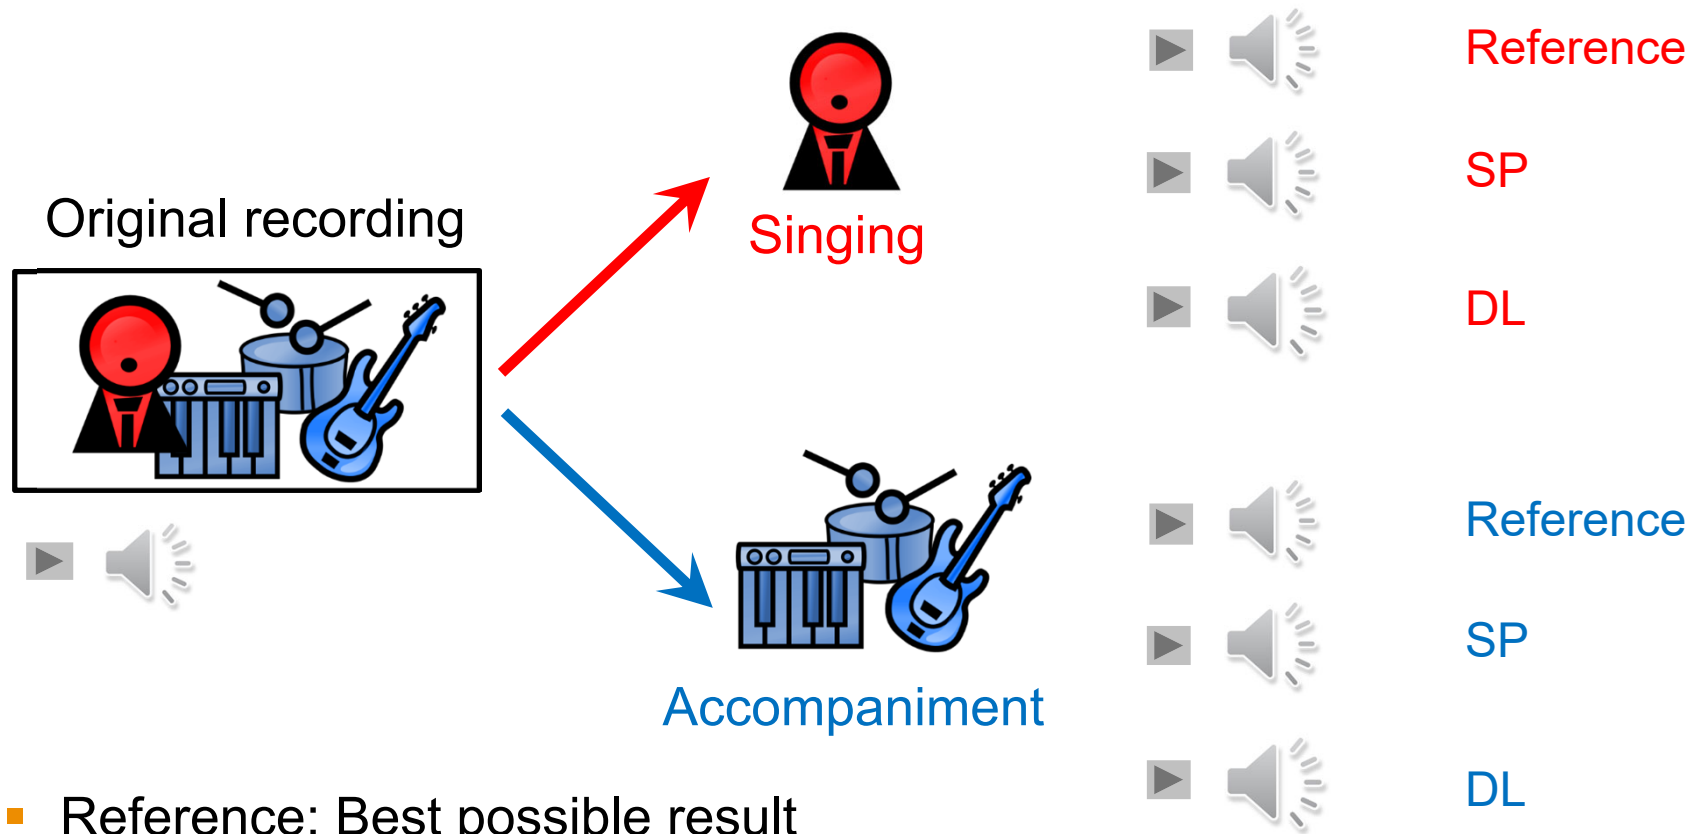 Original recording
Singing
Accompaniment
Reference
SP
DL
Reference
SP
DL
▪ Reference: Best possible result